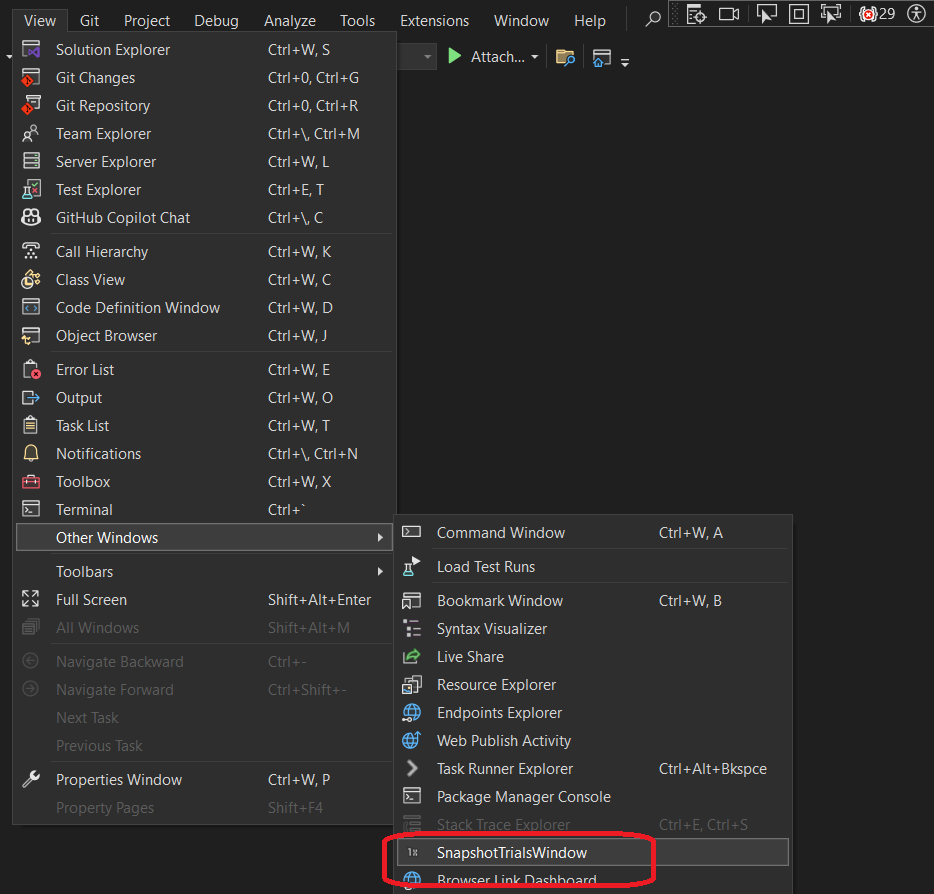 View Git Project Debug Analyze Tools Extensions Window Help 29
Attach...
Solution Explorer Ctrl+W, S
Git Changes Ctrl+0, Ctrl+G
Git Repository Ctrl+0, Ctrl+R
Team Explorer Ctrl+\, Ctrl+M
Server Explorer Ctrl+W, L
Test Explorer Ctrl+E, T
GitHub Copilot Chat Ctrl+\, C
Call Hierarchy Ctrl+W, K
Class View Ctrl+W, C
Code Definition Window Ctrl+W, D
Object Browser Ctrl+W, J
Error List Ctrl+W, E
Output Ctrl+W, O
Task List Ctrl+W, T
Notifications Ctrl+\, Ctrl+N
Toolbox Ctrl+W, X
Terminal Ctrl+`
Other Windows
Toolbars
Full Screen Shift+Alt+Enter
All Windows Shift+Alt+M
Navigate Backward Ctrl+-
Navigate Forward Ctrl+Shift+-
Next Task
Previous Task
Properties Window Ctrl+W, P
Property Pages Shift+F4
Command Window Ctrl+W, A
Load Test Runs
Bookmark Window Ctrl+W, B
Syntax Visualizer
Live Share
Resource Explorer
Endpoints Explorer
Web Publish Activity
Task Runner Explorer Ctrl+Alt+Bkspce
Package Manager Console
Stack Trace Explorer Ctrl+E, Ctrl+S
1x SnapshotTrialsWindow
Browser Link Dashboard